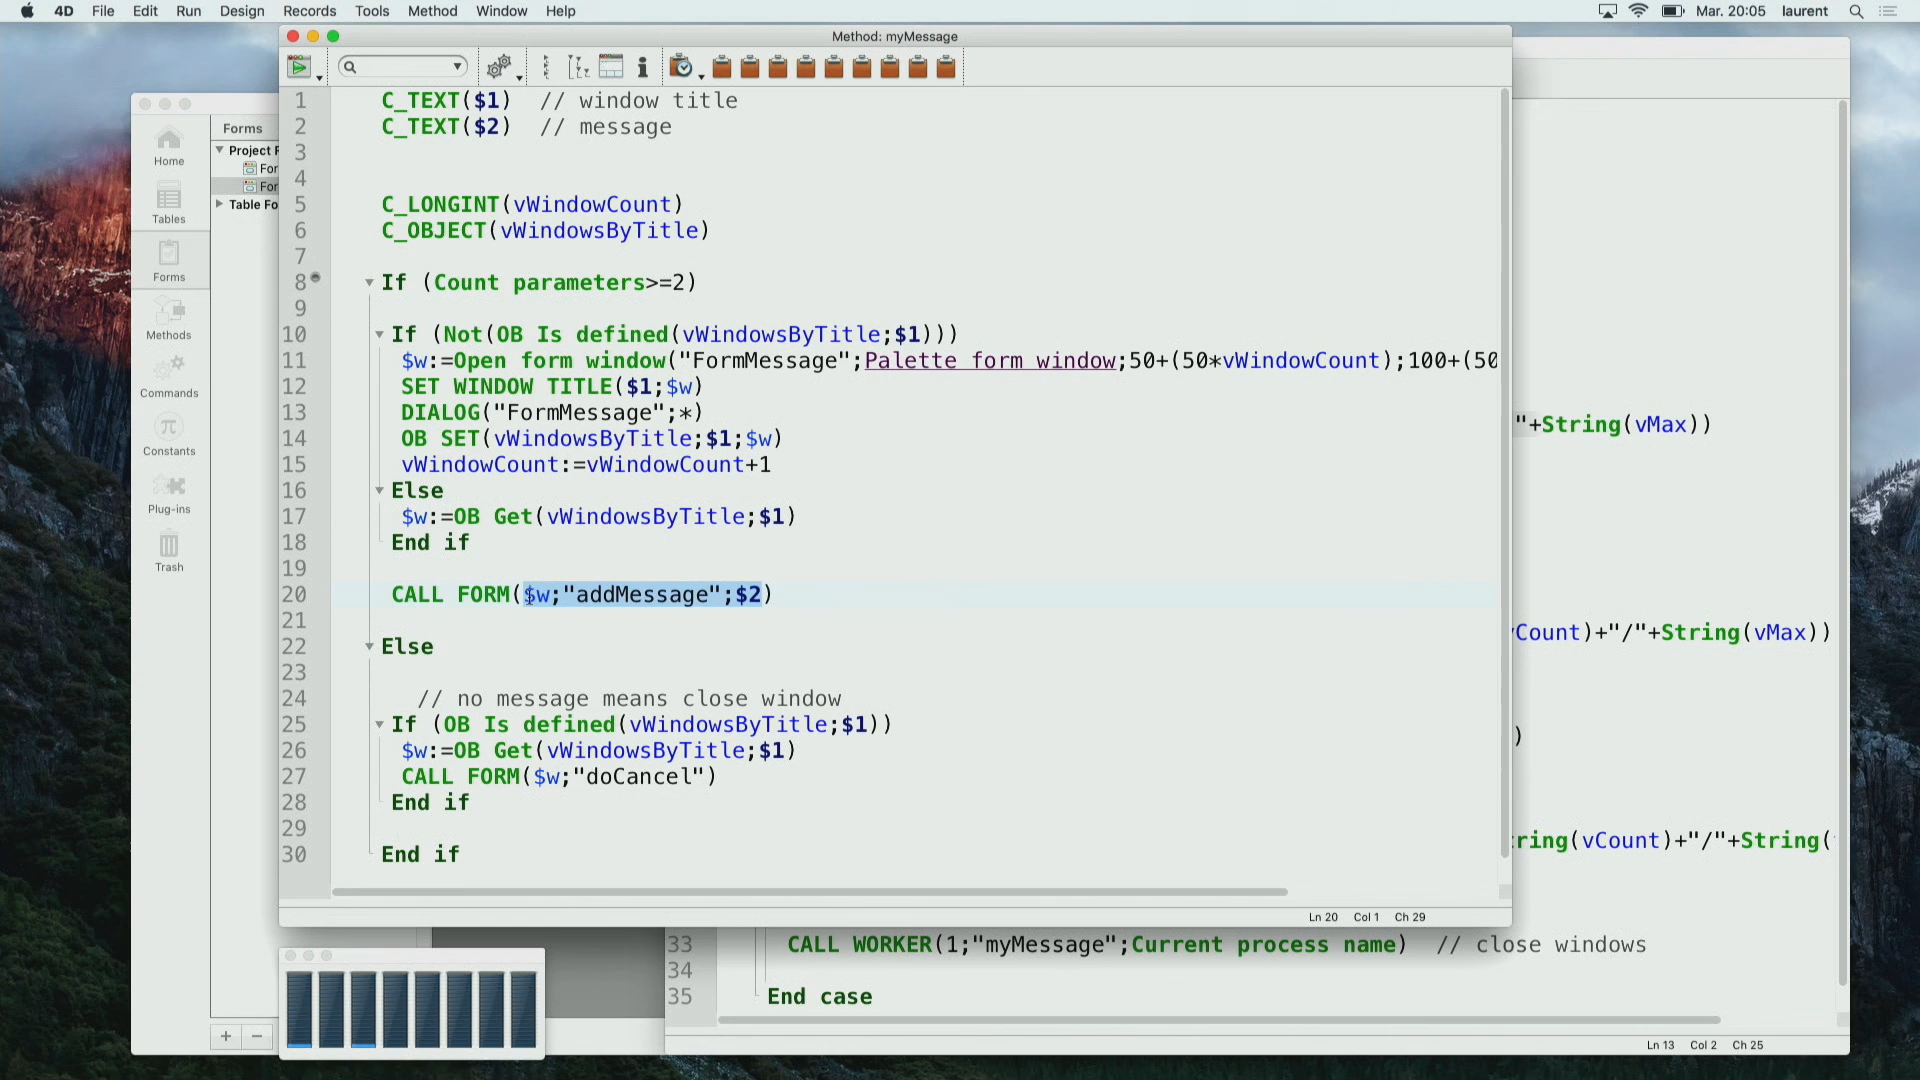 4D File Edit Run Design Records Tools Method Window Help
Mar. 20:05 laurent
Method: myMessage
Forms
Home
Tables
Forms
Methods
Commands
Constants
Plug-ins
Trash
Project F
For
For
Table Fo
1 C_TEXT($1) // window title
2 C_TEXT($2) // message
3
4
5 C_LONGINT(vWindowCount)
6 C_OBJECT(vWindowsByTitle)
7
8 If (Count parameters>=2)
9
10 If (Not(OB Is defined(vWindowsByTitle;$1)))
11 $w:=Open form window("FormMessage";Palette form window;50+(50*vWindowCount);100+(50
12 SET WINDOW TITLE($1;$w)
13 DIALOG("FormMessage";*)
14 OB SET(vWindowsByTitle;$1;$w)
15 vWindowCount:=vWindowCount+1
16 Else
17 $w:=OB Get(vWindowsByTitle;$1)
18 End if
19
20 CALL FORM($w;"addMessage";$2)
21
22 Else
23
24 // no message means close window
25 If (OB Is defined(vWindowsByTitle;$1))
26 $w:=OB Get(vWindowsByTitle;$1)
27 CALL FORM($w;"doCancel")
28 End if
29
30 End if
Ln 20 Col 1 Ch 29
"+String(vMax))
Count)+"/"+String(vMax))
)
ring(vCount)+"/"+String(
33 CALL WORKER(1;"myMessage";Current process name) // close windows
34
35 End case
Ln 13 Col 2 Ch 25